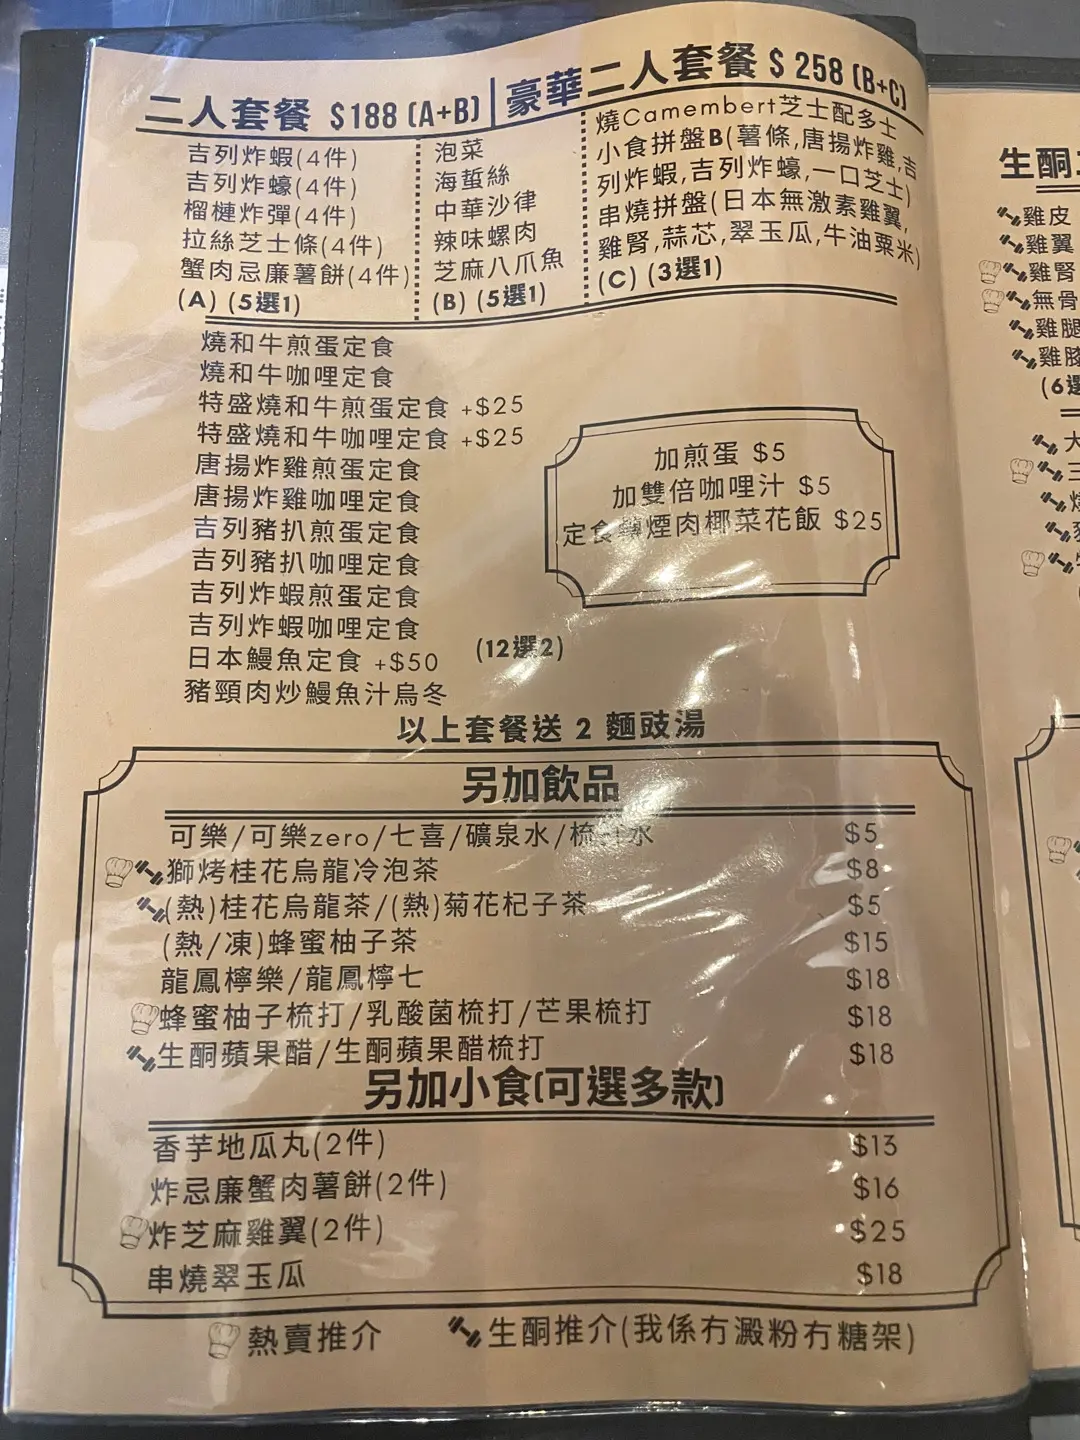 二人套餐 $188 (A+B)
吉列炸蝦(4件)
吉列炸蠔(4件)
榴槤炸彈(4件)
拉絲芝士條(4件)
蟹肉忌廉薯餅(4件)
(A) (5選1)
泡菜
海蜇絲
中華沙律
辣味螺肉
芝麻八爪魚
(B) (5選1)
豪華二人套餐 $ 258 (B+C)
燒Camembert芝士配多士
小食拼盤B(薯條,唐揚炸雞,吉
列炸蝦,吉列炸蠔,一口芝士)
串燒拼盤(日本無激素雞翼,
雞腎,蒜芯,翠玉瓜,牛油粟米)
(C) (3選1)
燒和牛煎蛋定食
燒和牛咖哩定食
特盛燒和牛煎蛋定食 +$25
特盛燒和牛咖哩定食 +$25
唐揚炸雞煎蛋定食
唐揚炸雞咖哩定食
吉列豬扒煎蛋定食
吉列豬扒咖哩定食
吉列炸蝦煎蛋定食
吉列炸蝦咖哩定食
日本鰻魚定食 +$50
豬頸肉炒鰻魚汁烏冬
(12選2)
加煎蛋 $5
加雙倍咖哩汁 $5
定食轉煙肉椰菜花飯 $25
以上套餐送 2 麵豉湯
另加飲品
可樂/可樂zero/七喜/礦泉水/梳打水 $5
獅烤桂花烏龍冷泡茶 $8
(熱)桂花烏龍茶/(熱)菊花杞子茶 $5
(熱/凍)蜂蜜柚子茶 $15
龍鳳檸樂/龍鳳檸七 $18
蜂蜜柚子梳打/乳酸菌梳打/芒果梳打 $18
生酮蘋果醋/生酮蘋果醋梳打 $18
另加小食(可選多款)
香芋地瓜丸(2件) $13
炸忌廉蟹肉薯餅(2件) $16
炸芝麻雞翼(2件) $25
串燒翠玉瓜 $18
熱賣推介 生酮推介(我係冇澱粉冇糖架)
生酮
雞皮
雞翼
雞腎
無骨
雞腿
雞膝
(6選